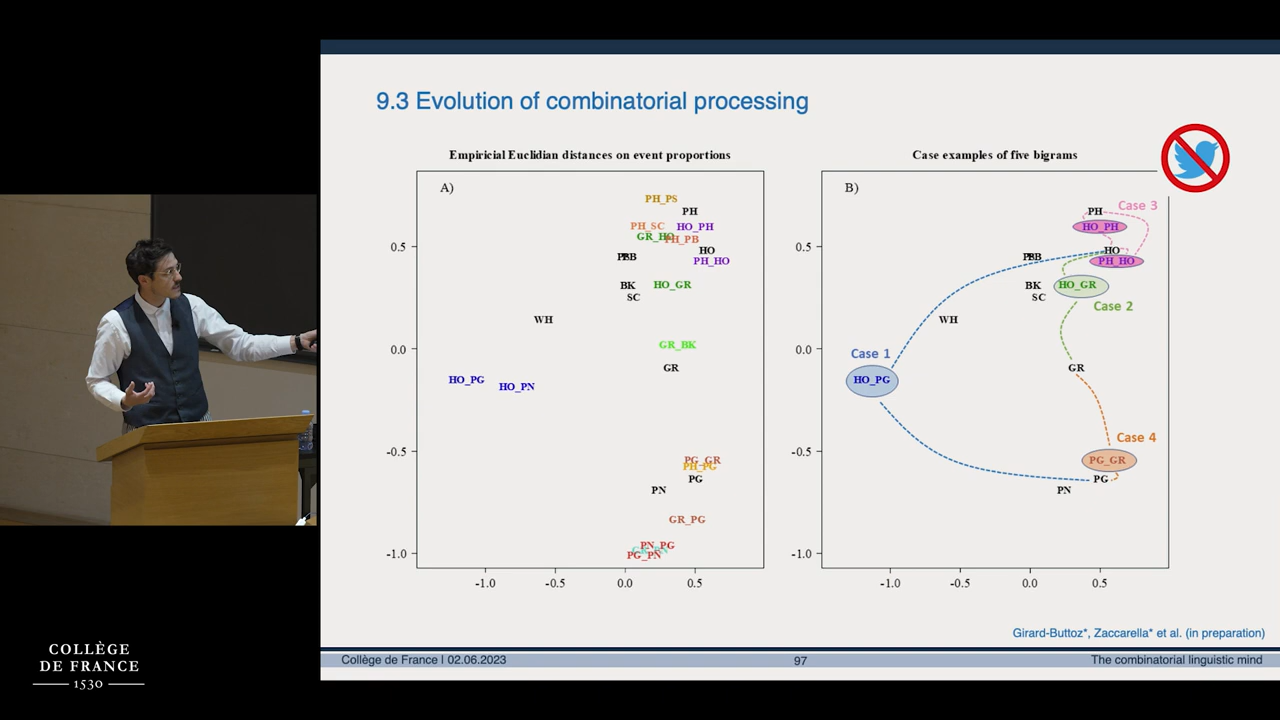 9.3 Evolution of combinatorial processing
Empiricial Euclidian distances on event proportions
A)
PH_PS
PH
PH_SC
HO_PH
GR_HO
PH_PB
HO
PH_HO
BK
HO_GR
SC
WH
GR_BK
GR
HO_PG
HO_PN
PG_GR
PH_PG
PG
PN
GR_PG
PN_PG
PG_PN
0.5
0.0
-0.5
-1.0
-1.0
-0.5
0.0
0.5
Case examples of five bigrams
B)
Case 3
PH
HO_PH
HO
PH_HO
BK
HO_GR
SC
Case 2
WH
Case 1
GR
HO_PG
Case 4
PG_GR
PG
PN
0.5
0.0
-0.5
-1.0
-1.0
-0.5
0.0
0.5
Girard-Buttoz*, Zaccarella* et al. (in preparation)
Collège de France I 02.06.2023
97
The combinatorial linguistic mind
COLLÈGE
DE FRANCE
1530